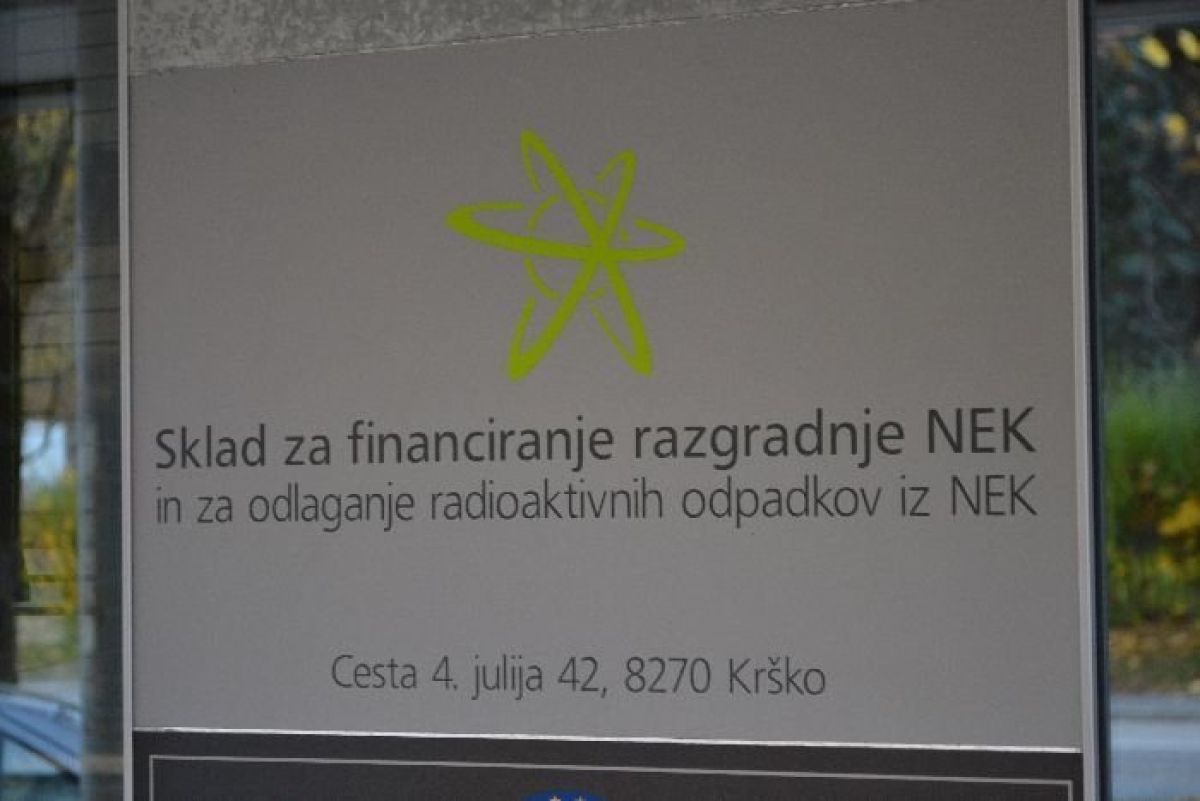 Sklad za financiranje razgradnje NEK
in za odlaganje radioaktivnih odpadkov iz NEK
Cesta 4. julija 42, 8270 Krško